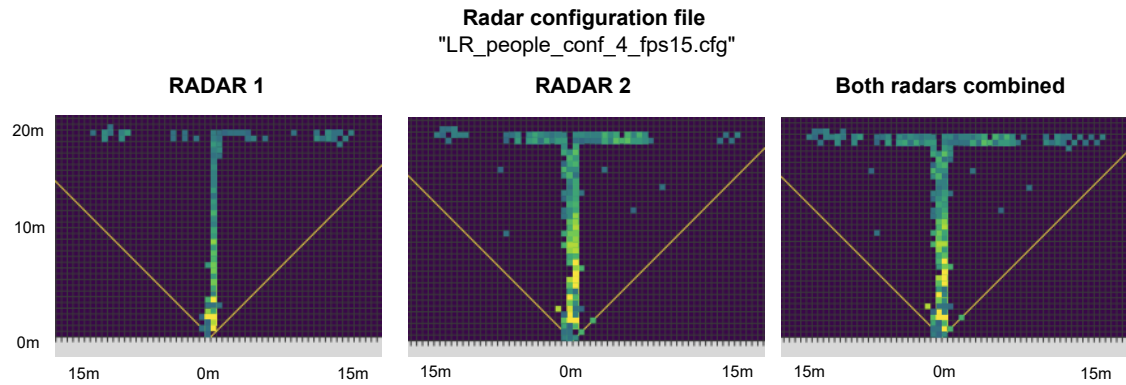 Radar configuration file
"LR_people_conf_4_fps15.cfg"
RADAR 1
RADAR 2
Both radars combined
20m
10m
0m
15m 0m 15m
15m 0m 15m
15m 0m 15m